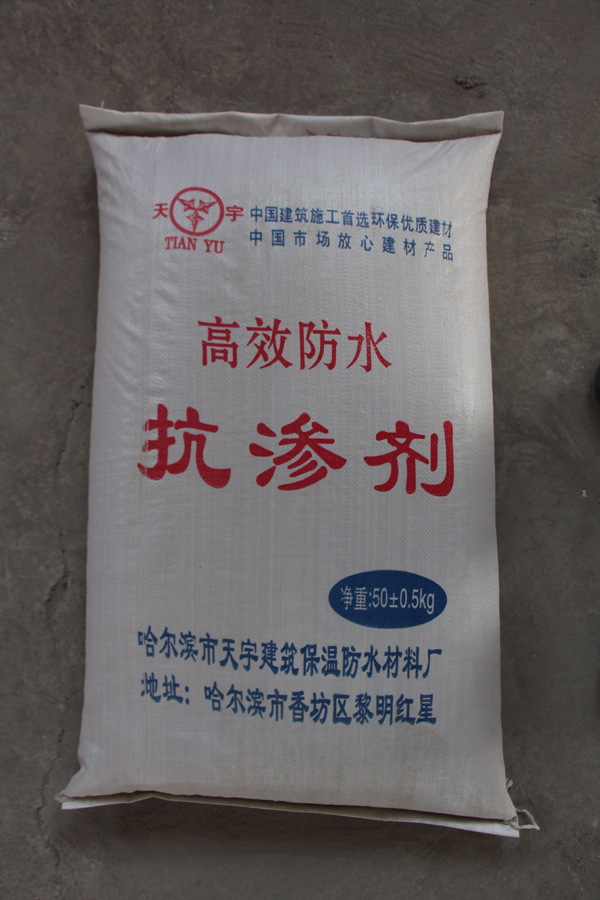 天 宇 中国建筑施工首选环保优质建材
TIAN YU 中国市场放心建材产品
高效防水
抗渗剂
净重:50±0.5kg
哈尔滨市天宇建筑保温防水材料厂
地址：哈尔滨市香坊区黎明红星